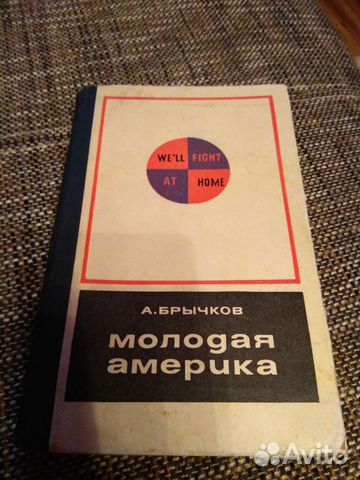 WE'LL FIGHT
AT HOME
А.БРЫЧКОВ
молодая
америка
Avito